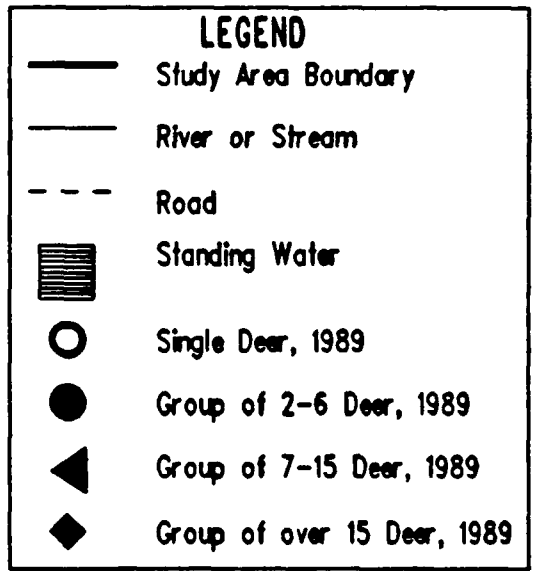 LEGEND
Study Area Boundary
River or Stream
Road
Standing Water
Single Deer, 1989
Group of 2-6 Deer, 1989
Group of 7-15 Deer, 1989
Group of over 15 Deer, 1989